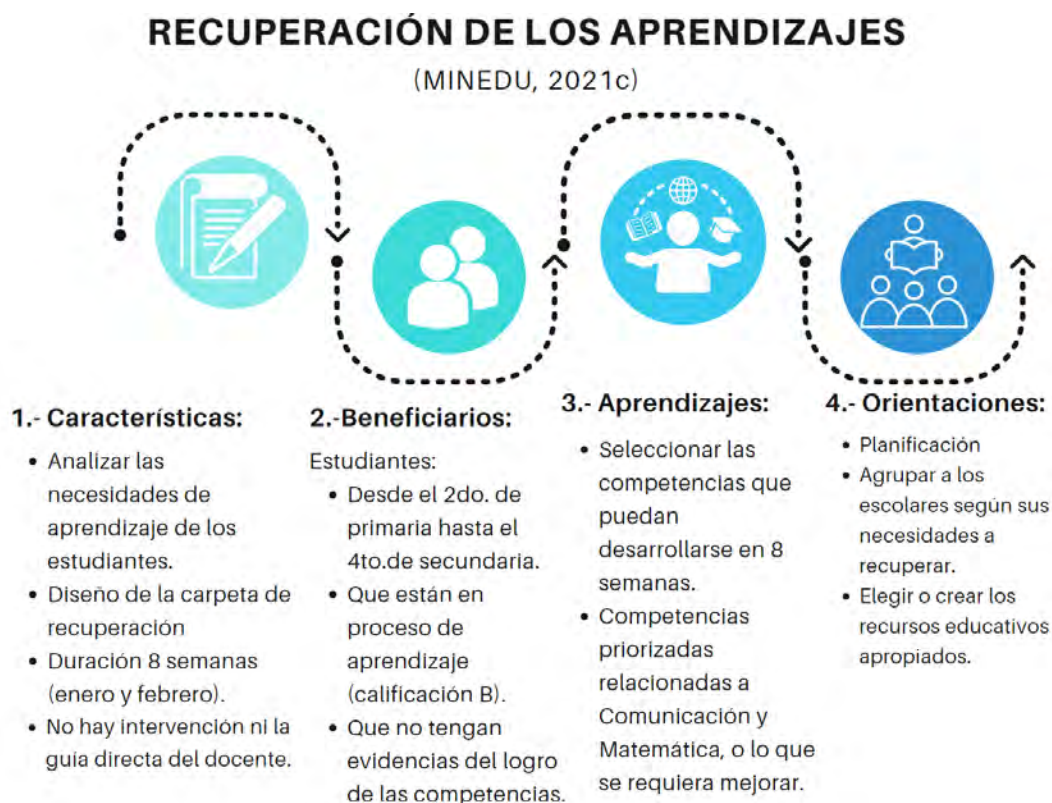 RECUPERACIÓN DE LOS APRENDIZAJES
(MINEDU, 2021c)
1.- Características:
• Analizar las
necesidades de
aprendizaje de los
estudiantes.
• Diseño de la carpeta de
recuperación
• Duración 8 semanas
(enero y febrero).
• No hay intervención ni la
guía directa del docente.
2.-Beneficiarios:
Estudiantes:
• Desde el 2do. de
primaria hasta el
4to.de secundaria.
• Que están en
proceso de
aprendizaje
(calificación B).
• Que no tengan
evidencias del logro
de las competencias.
3.- Aprendizajes:
• Seleccionar las
competencias que
puedan
desarrollarse en 8
semanas.
• Competencias
priorizadas
relacionadas a
Comunicación y
Matemática, o lo que
se requiera mejorar.
4.- Orientaciones:
• Planificación
• Agrupar a los
escolares según sus
necesidades a
recuperar.
• Elegir o crear los
recursos educativos
apropiados.